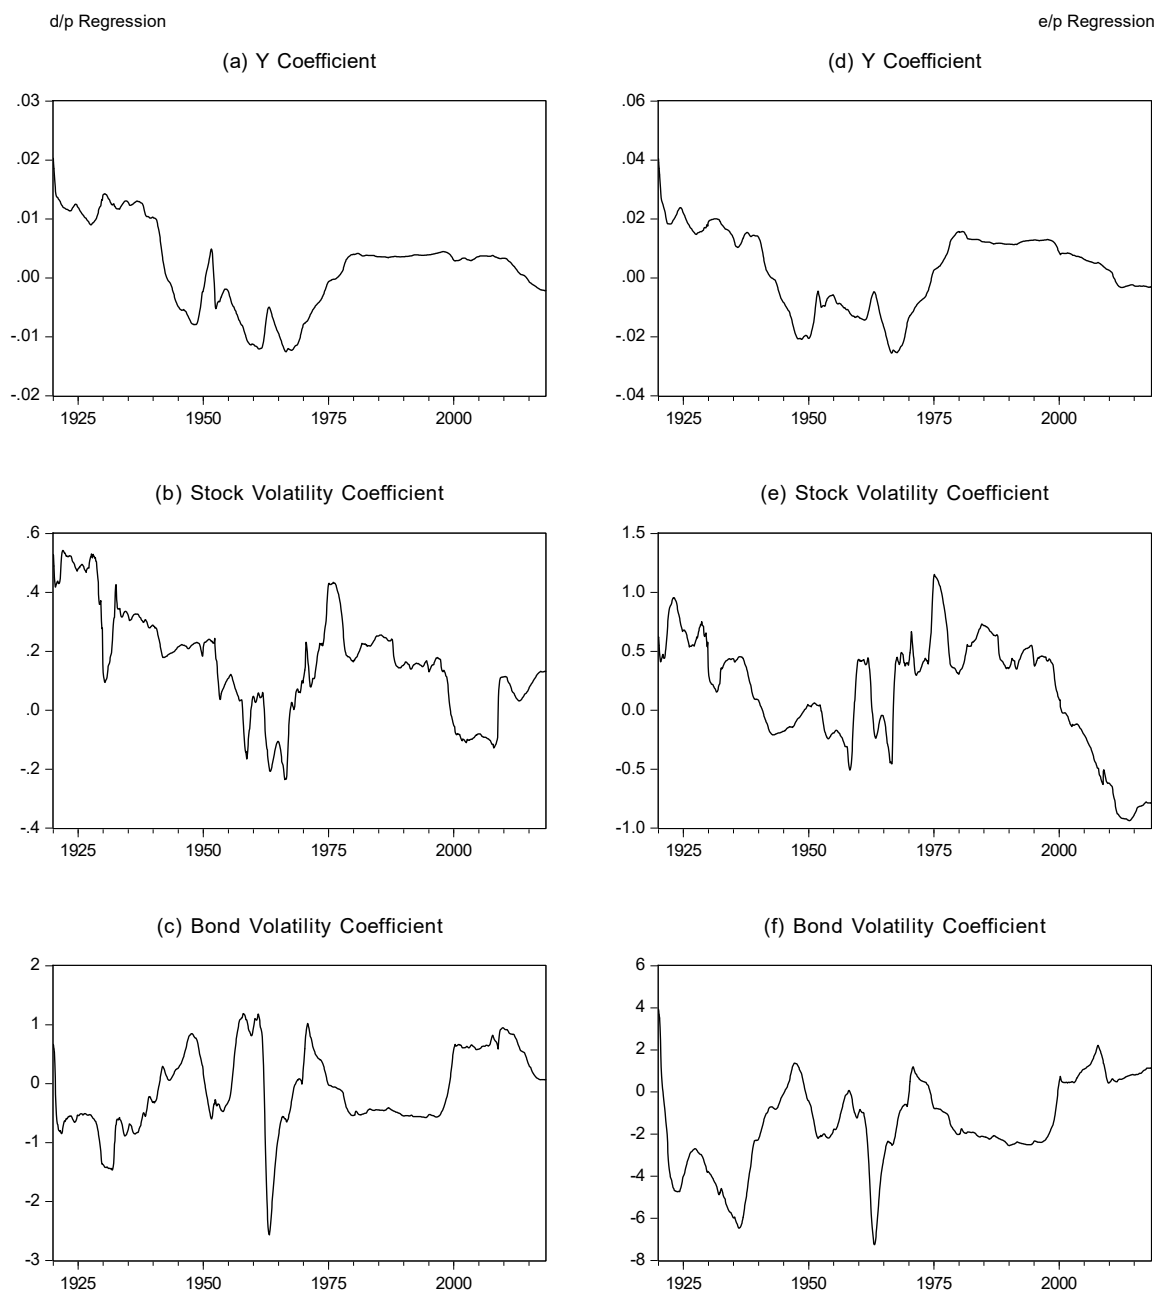 d/p Regression
e/p Regression
(a) Y Coefficient
.03
.02
.01
.00
-.01
-.02
1925 1950 1975 2000
(d) Y Coefficient
.06
.04
.02
.00
-.02
-.04
1925 1950 1975 2000
(b) Stock Volatility Coefficient
.6
.4
.2
.0
-.2
-.4
1925 1950 1975 2000
(e) Stock Volatility Coefficient
1.5
1.0
0.5
0.0
-0.5
-1.0
1925 1950 1975 2000
(c) Bond Volatility Coefficient
2
1
0
-1
-2
-3
1925 1950 1975 2000
(f) Bond Volatility Coefficient
6
4
2
0
-2
-4
-6
-8
1925 1950 1975 2000